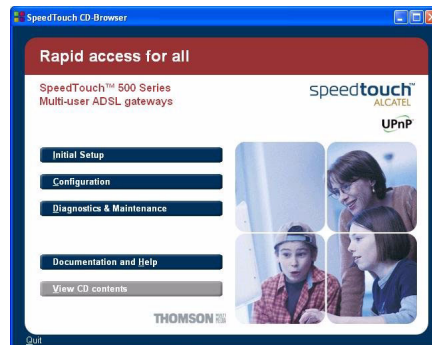 SpeedTouch CD-Browser
Rapid access for all
SpeedTouch™ 500 Series
Multi-user ADSL gateways
speedtouch™
ALCATEL
UPnP™
Initial Setup
Configuration
Diagnostics & Maintenance
Documentation and Help
View CD contents
THOMSON
Quit